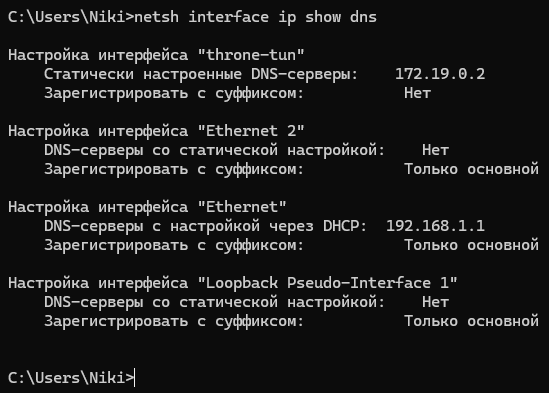 C:\Users\Niki>netsh interface ip show dns
Настройка интерфейса "throne-tun"
Статически настроенные DNS-серверы: 172.19.0.2
Зарегистрировать с суффиксом: Нет
Настройка интерфейса "Ethernet 2"
DNS-серверы со статической настройкой: Нет
Зарегистрировать с суффиксом: Только основной
Настройка интерфейса "Ethernet"
DNS-серверы с настройкой через DHCP: 192.168.1.1
Зарегистрировать с суффиксом: Только основной
Настройка интерфейса "Loopback Pseudo-Interface 1"
DNS-серверы со статической настройкой: Нет
Зарегистрировать с суффиксом: Только основной
C:\Users\Niki>